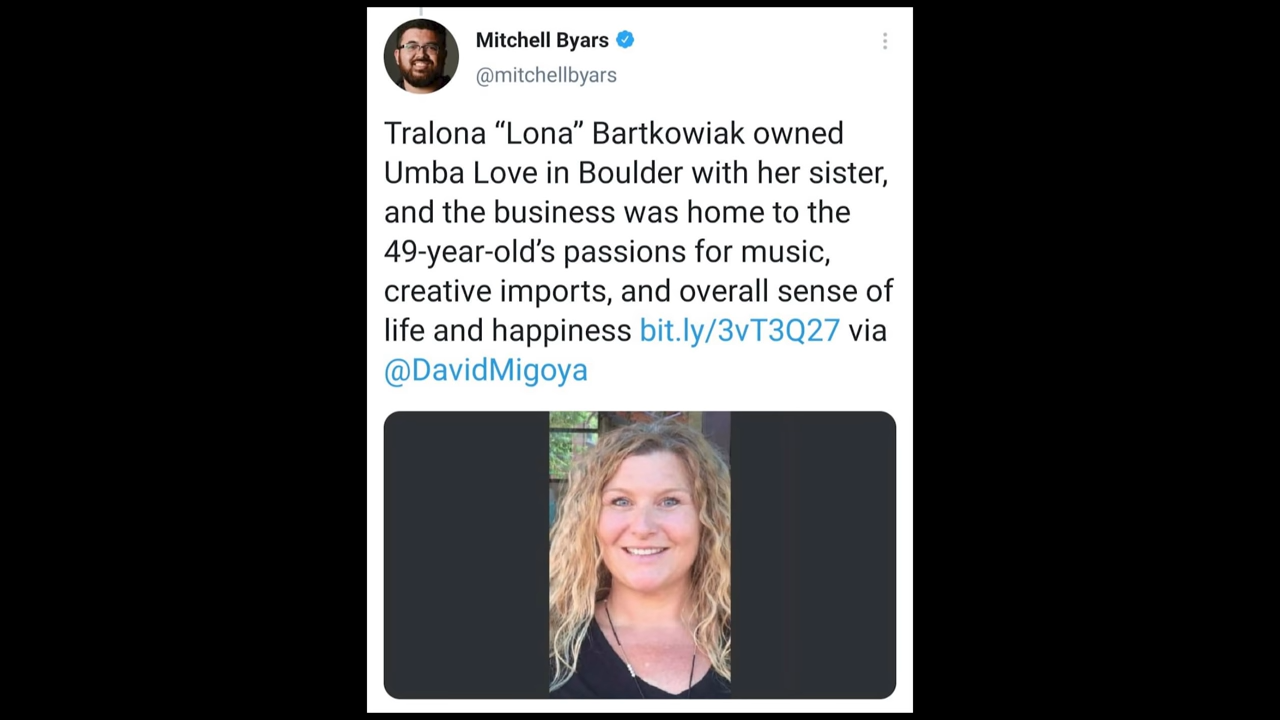 Mitchell Byars
@mitchellbyars
Tralona “Lona” Bartkowiak owned
Umba Love in Boulder with her sister,
and the business was home to the
49-year-old’s passions for music,
creative imports, and overall sense of
life and happiness bit.ly/3vT3Q27 via
@DavidMigoya